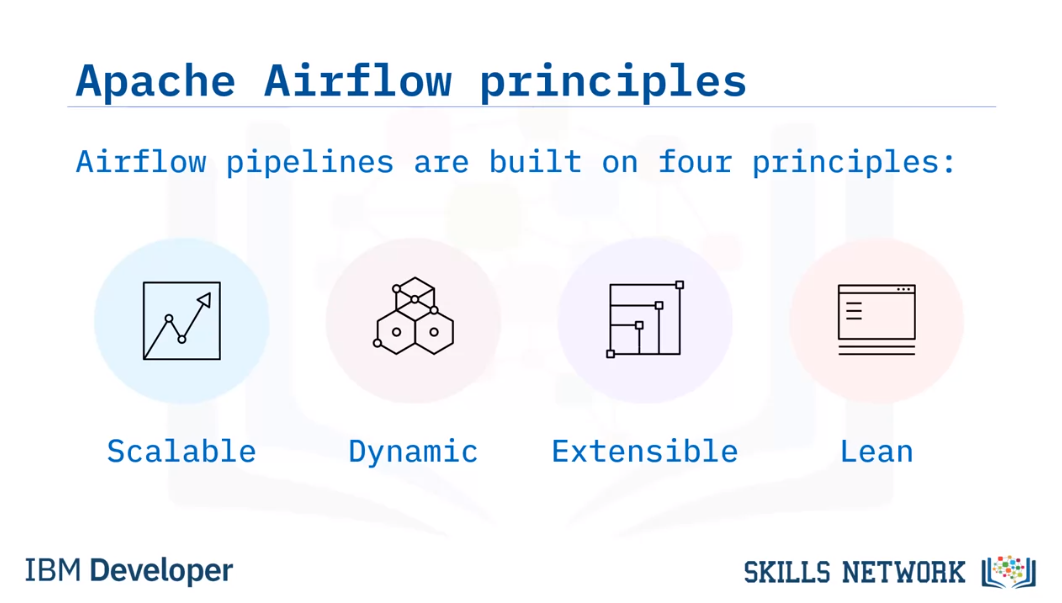 Apache Airflow principles
Airflow pipelines are built on four principles:
Scalable
Dynamic
Extensible
Lean
IBM Developer
SKILLS NETWORK